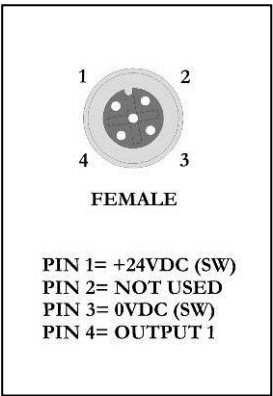 1 2
4 3
FEMALE
PIN 1= +24VDC (SW)
PIN 2= NOT USED
PIN 3= 0VDC (SW)
PIN 4= OUTPUT 1